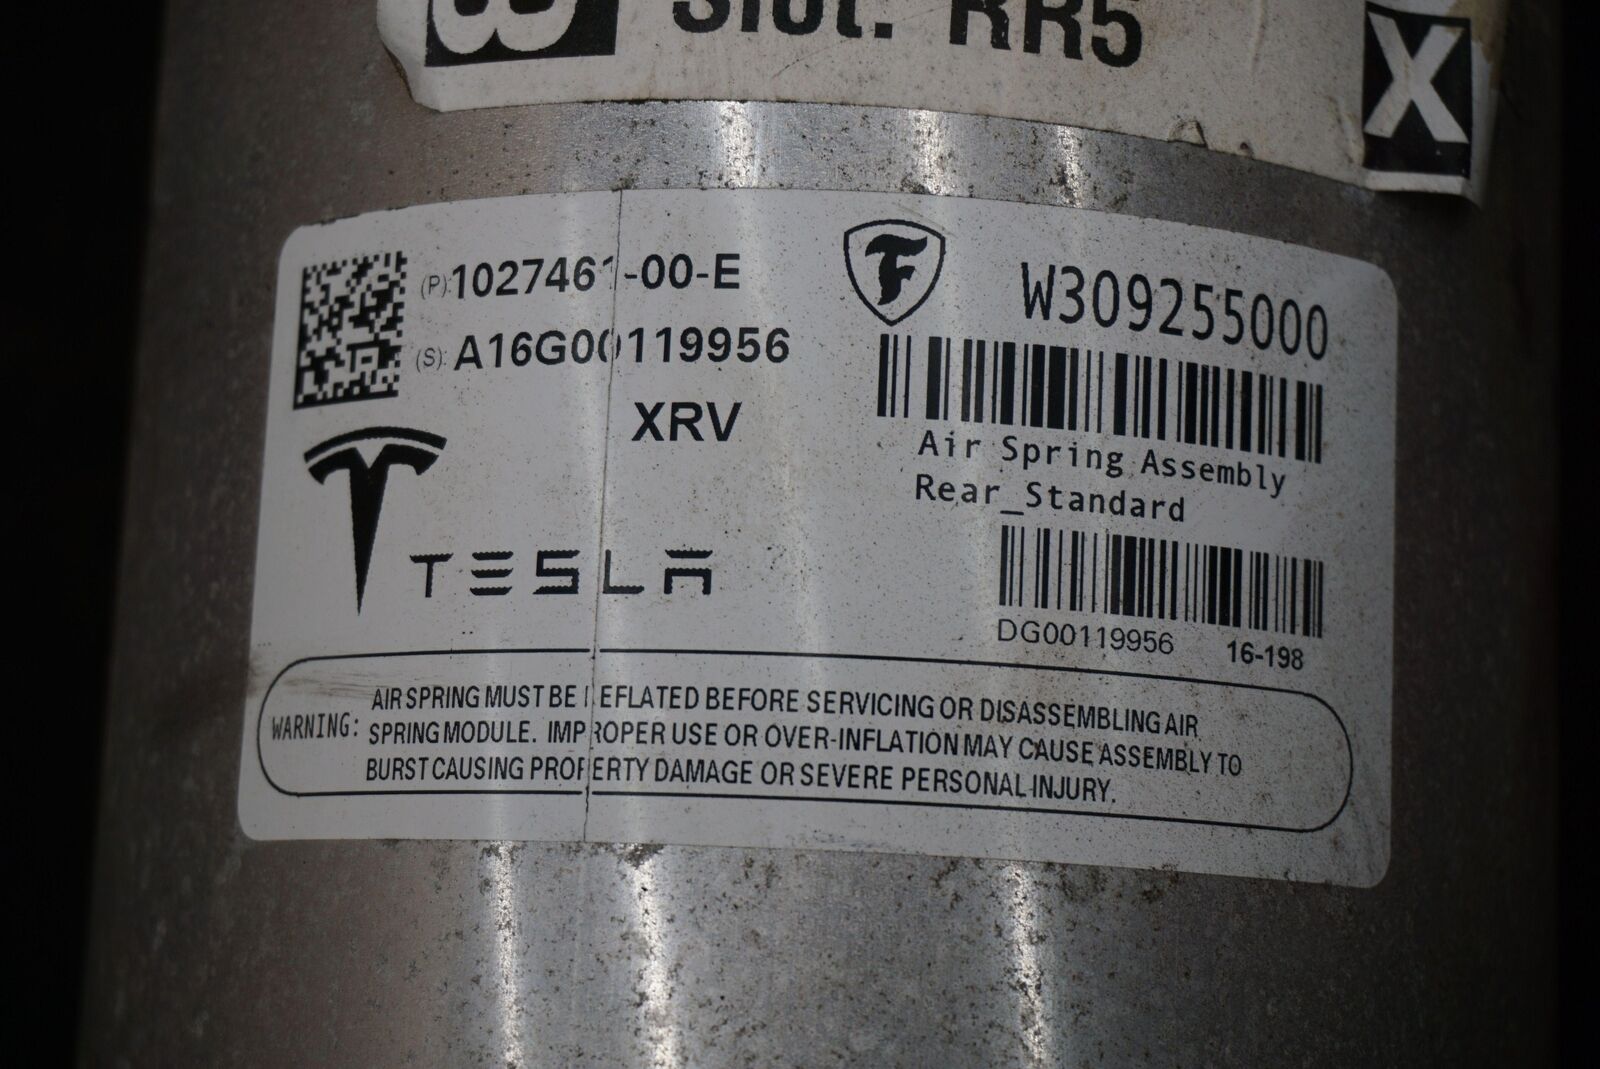 Slot: RR5
X
(P):1027461-00-E
(S): A16G00119956
XRV
TESLA
F
W309255000
Air Spring Assembly
Rear_Standard
DG00119956 16-198
WARNING: AIR SPRING MUST BE DEFLATED BEFORE SERVICING OR DISASSEMBLING AIR
SPRING MODULE. IMPROPER USE OR OVER-INFLATION MAY CAUSE ASSEMBLY TO
BURST CAUSING PROPERTY DAMAGE OR SEVERE PERSONAL INJURY.